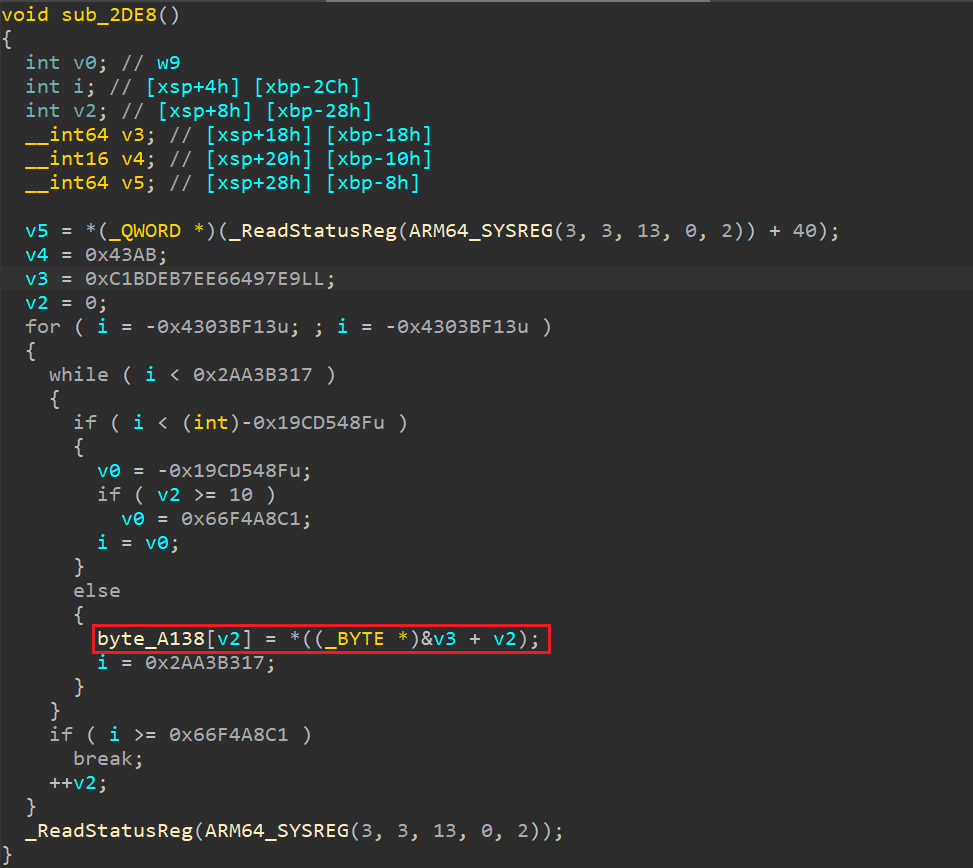 void sub_2DE8()
{
  int v0; // w9
  int i; // [xsp+4h] [xbp-2Ch]
  int v2; // [xsp+8h] [xbp-28h]
  __int64 v3; // [xsp+18h] [xbp-18h]
  __int16 v4; // [xsp+20h] [xbp-10h]
  __int64 v5; // [xsp+28h] [xbp-8h]

  v5 = *(_QWORD *)(_ReadStatusReg(ARM64_SYSREG(3, 3, 13, 0, 2)) + 40);
  v4 = 0x43AB;
  v3 = 0xC1BDEB7EE66497E9LL;
  v2 = 0;
  for ( i = -0x4303BF13u; ; i = -0x4303BF13u )
  {
    while ( i < 0x2AA3B317 )
    {
      if ( i < (int)-0x19CD548Fu )
      {
        v0 = -0x19CD548Fu;
        if ( v2 >= 10 )
          v0 = 0x66F4A8C1;
        i = v0;
      }
      else
      {
        byte_A138[v2] = *((_BYTE *)&v3 + v2);
        i = 0x2AA3B317;
      }
    }
    if ( i >= 0x66F4A8C1 )
      break;
    ++v2;
  }
  _ReadStatusReg(ARM64_SYSREG(3, 3, 13, 0, 2));
}